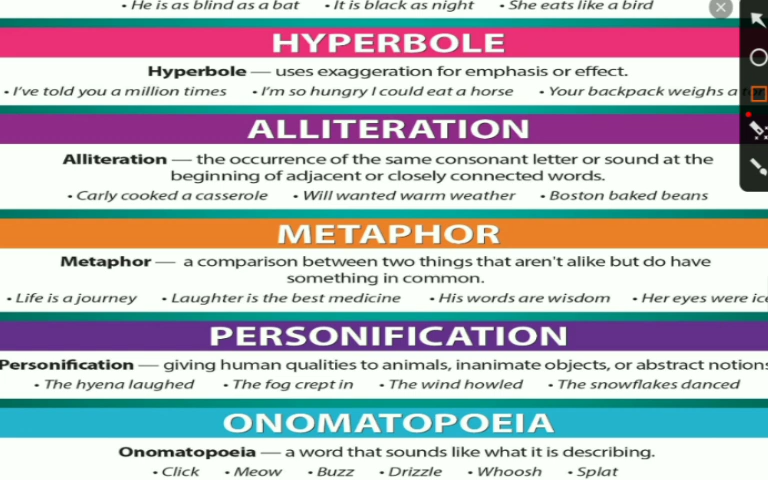 • He is as blind as a bat • It is black as night • She eats like a bird
HYPERBOLE
Hyperbole — uses exaggeration for emphasis or effect.
• I've told you a million times • I'm so hungry I could eat a horse • Your backpack weighs a ton
ALLITERATION
Alliteration — the occurrence of the same consonant letter or sound at the
beginning of adjacent or closely connected words.
• Carly cooked a casserole • Will wanted warm weather • Boston baked beans
METAPHOR
Metaphor — a comparison between two things that aren't alike but do have
something in common.
• Life is a journey • Laughter is the best medicine • His words are wisdom • Her eyes were ice
PERSONIFICATION
Personification — giving human qualities to animals, inanimate objects, or abstract notions
• The hyena laughed • The fog crept in • The wind howled • The snowflakes danced
ONOMATOPOEIA
Onomatopoeia — a word that sounds like what it is describing.
• Click • Meow • Buzz • Drizzle • Whoosh • Splat